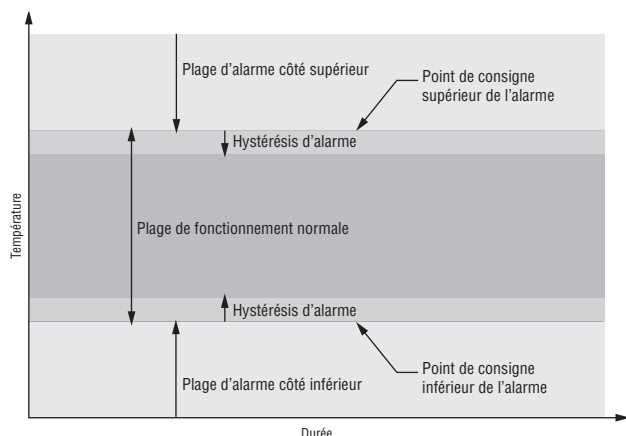 Plage d'alarme côté supérieur
Point de consigne
supérieur de l'alarme
Hystérésis d'alarme
Température
Plage de fonctionnement normale
Hystérésis d'alarme
Point de consigne
inférieur de l'alarme
Plage d'alarme côté inférieur
Durée